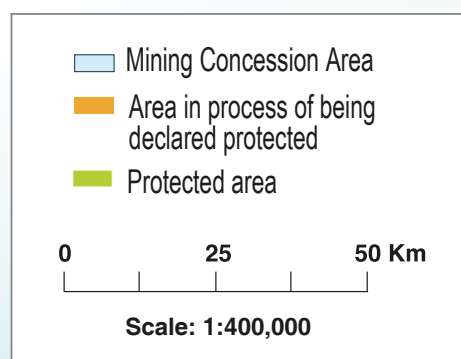 Mining Concession Area
Area in process of being
declared protected
Protected area
0 25 50 Km
Scale: 1:400,000